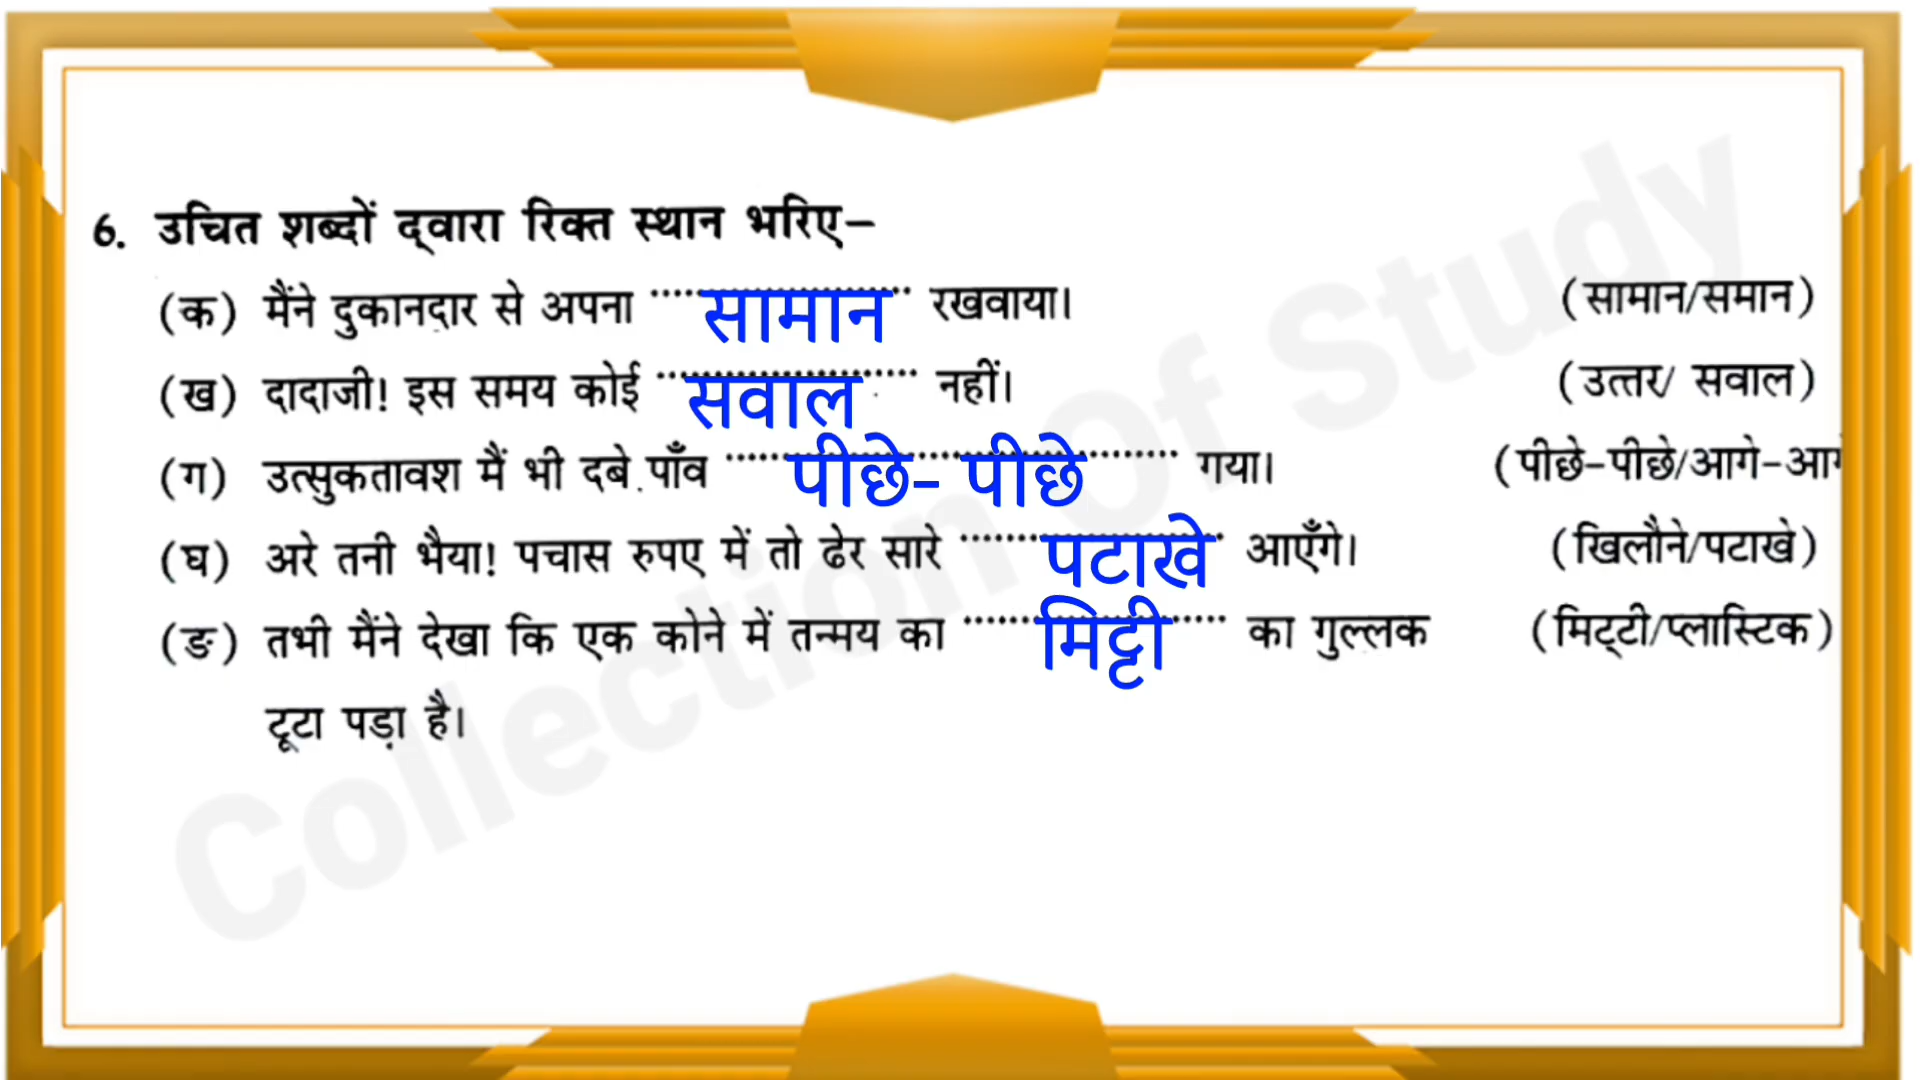 6. उचित शब्दों द्वारा रिक्त स्थान भरिए–
(क) मैंने दुकानदार से अपना सामान रखवाया। (सामान/समान)
(ख) दादाजी! इस समय कोई सवाल नहीं। (उत्तर/ सवाल)
(ग) उत्सुकतावश मैं भी दबे पाँव पीछे- पीछे गया। (पीछे-पीछे/आगे-आगे
(घ) अरे तनी भैया! पचास रुपए में तो ढेर सारे पटाखे आएँगे। (खिलौने/पटाखे)
(ङ) तभी मैंने देखा कि एक कोने में तन्मय का मिट्टी का गुल्लक (मिट्टी/प्लास्टिक)
टूटा पड़ा है।
Collection Of Study